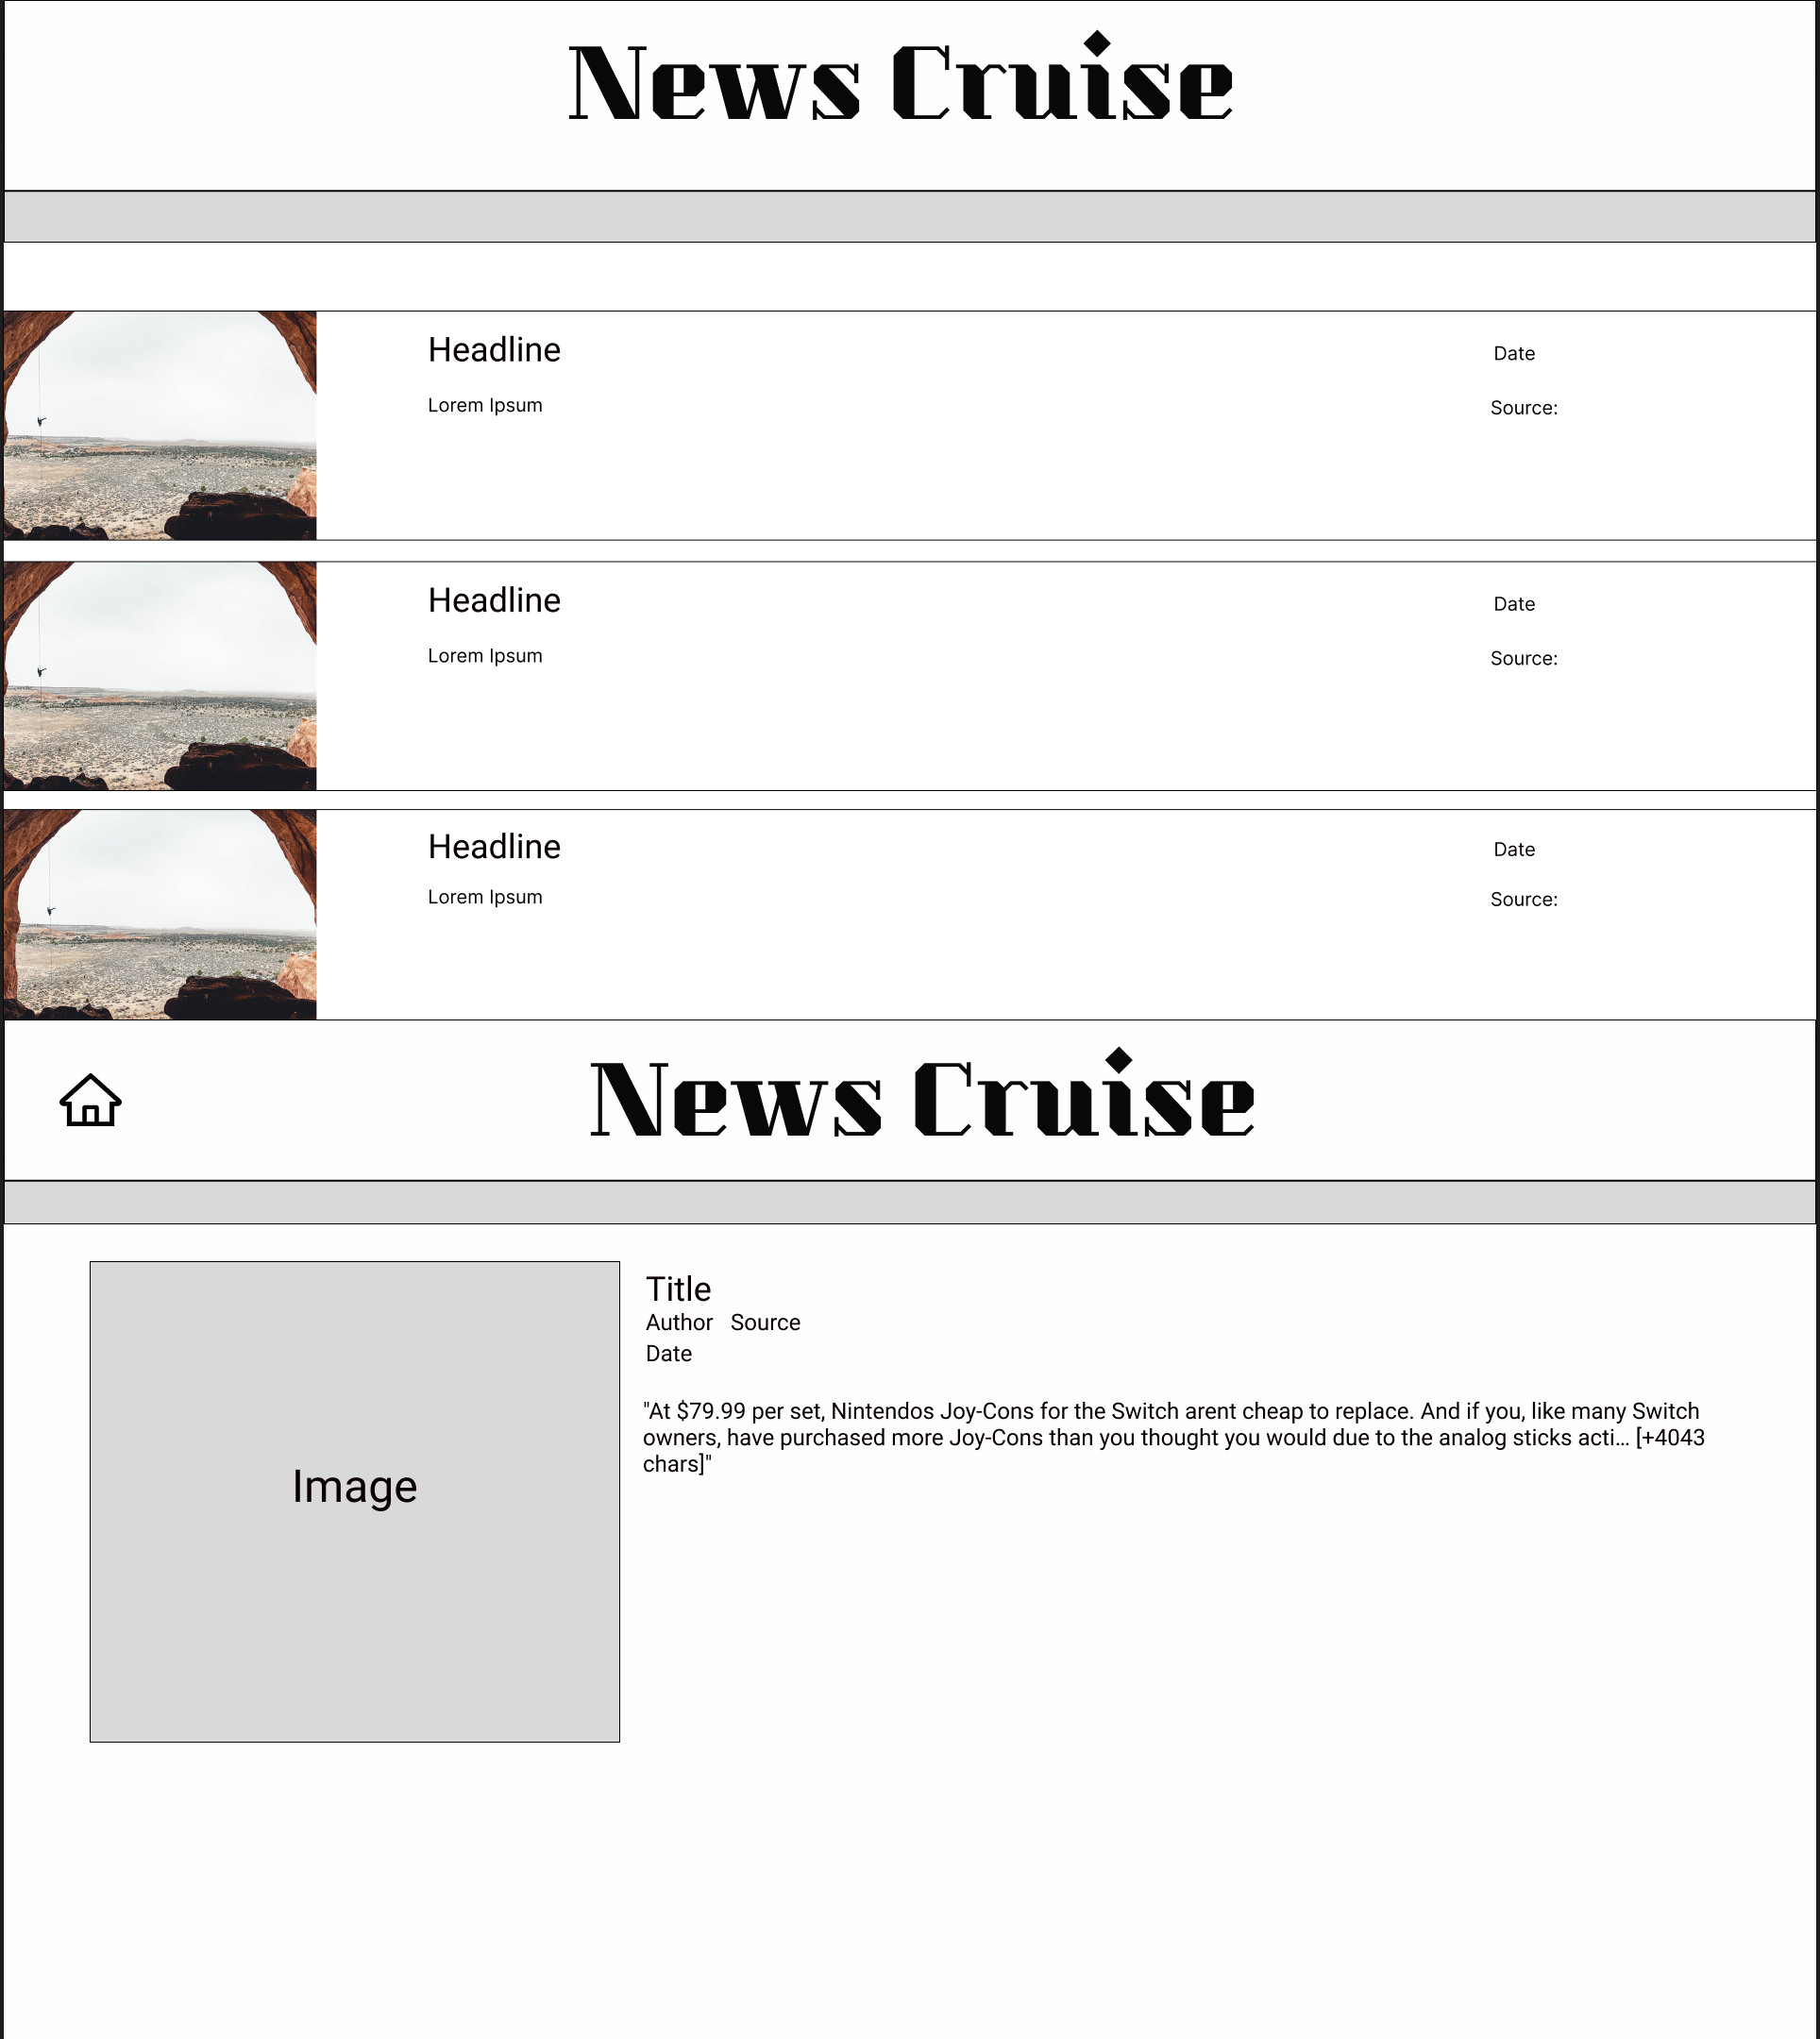 News Cruise
Headline
Date
Lorem Ipsum
Source:
Headline
Date
Lorem Ipsum
Source:
Headline
Date
Lorem Ipsum
Source:
News Cruise
Image
Title
Author Source
Date
"At $79.99 per set, Nintendos Joy-Cons for the Switch arent cheap to replace. And if you, like many Switch
owners, have purchased more Joy-Cons than you thought you would due to the analog sticks acti… [+4043
chars]"